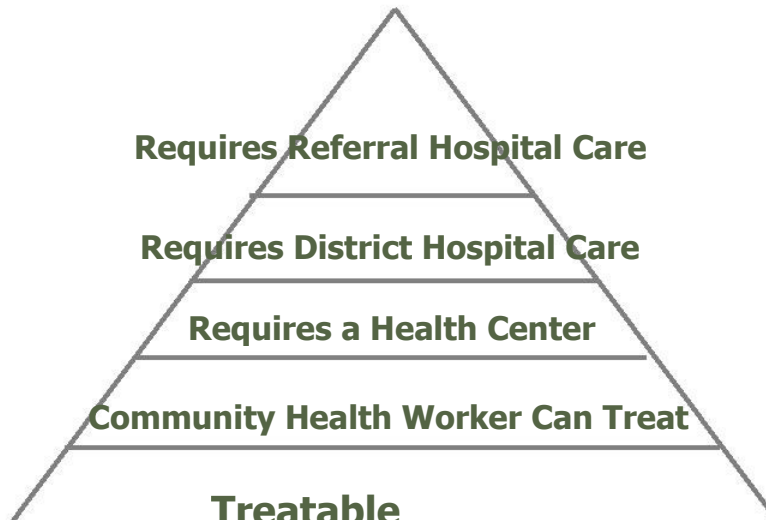 Requires Referral Hospital Care
Requires District Hospital Care
Requires a Health Center
Community Health Worker Can Treat
Treatable